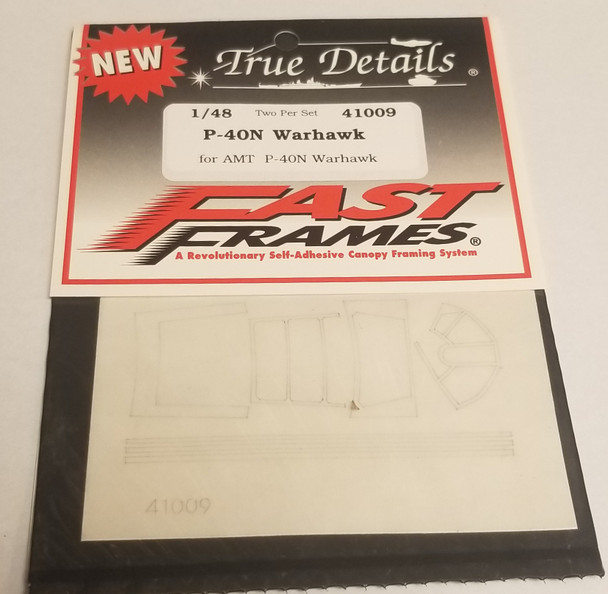 NEW
True Details ®
1/48 Two Per Set 41009
P-40N Warhawk
for AMT P-40N Warhawk
FAST
FRAMES®
A Revolutionary Self-Adhesive Canopy Framing System
41009